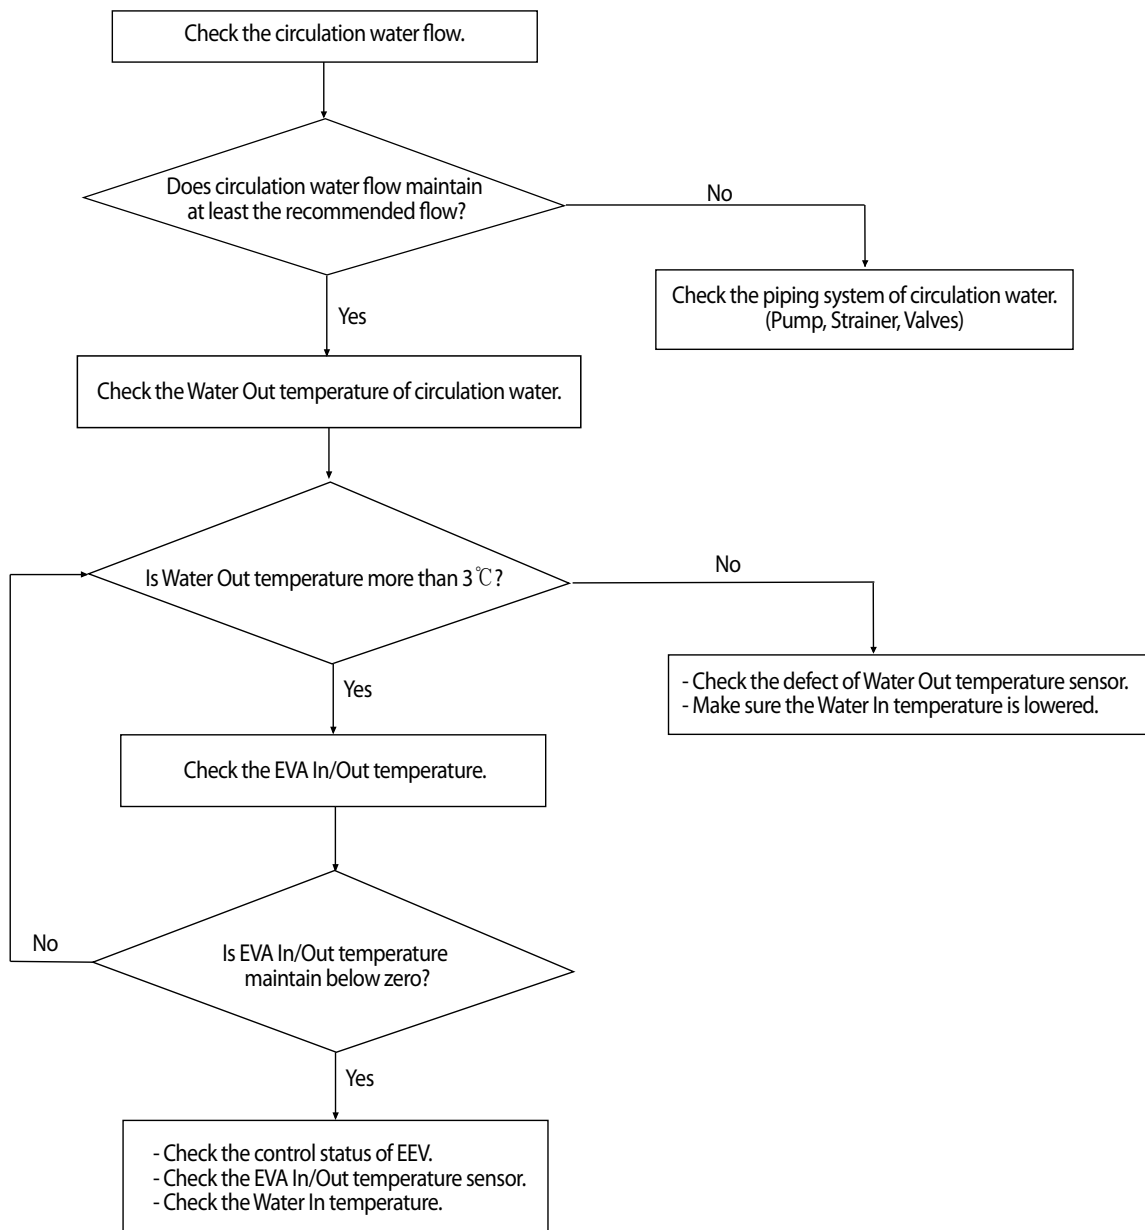 Check the circulation water flow.
Does circulation water flow maintain
at least the recommended flow?
No
Check the piping system of circulation water.
(Pump, Strainer, Valves)
Yes
Check the Water Out temperature of circulation water.
Is Water Out temperature more than 3℃?
No
- Check the defect of Water Out temperature sensor.
- Make sure the Water In temperature is lowered.
Yes
Check the EVA In/Out temperature.
Is EVA In/Out temperature
maintain below zero?
No
Yes
- Check the control status of EEV.
- Check the EVA In/Out temperature sensor.
- Check the Water In temperature.